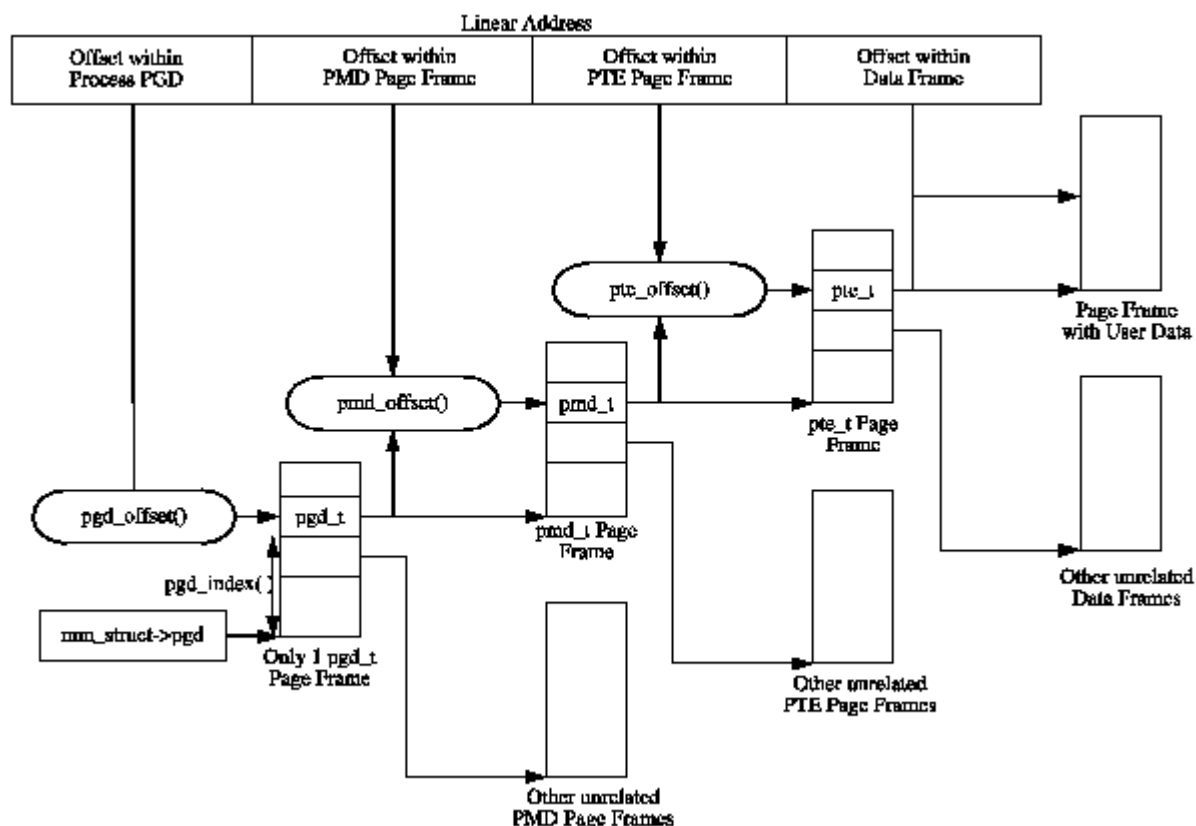 Linear Address
Offset within
Process PGD
Offset within
PMD Page Frame
Offset within
PTE Page Frame
Offset within
Data Frame
pte_offset()
pte_t
Page Frame
with User Data
pmd_offset()
pmd_t
pte_t Page
Frame
pgd_offset()
pgd_t
pmd_t Page
Frame
pgd_index( )
mm_struct->pgd
Only 1 pgd_t
Page Frame
Other unrelated
Data Frames
Other unrelated
PTE Page Frames
Other unrelated
PMD Page Frames